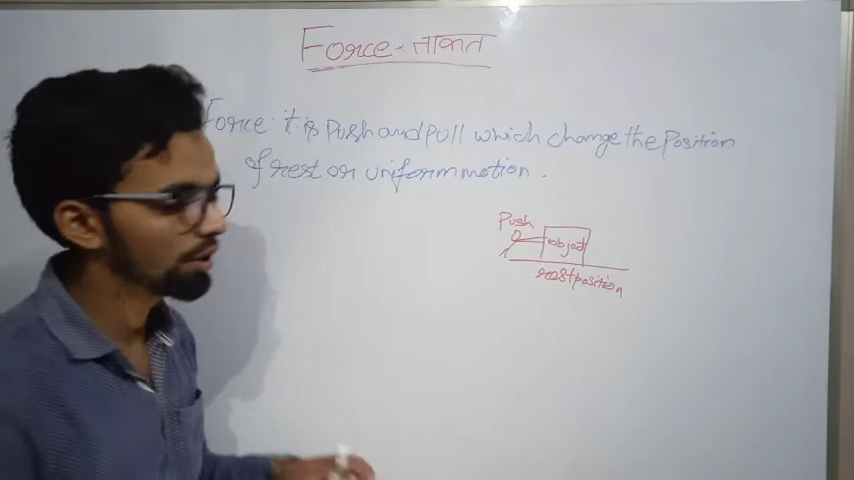 Force - ताकत
Force: it is Push and Pull which change the Position
of rest or uniform motion .
Push
object
rest position